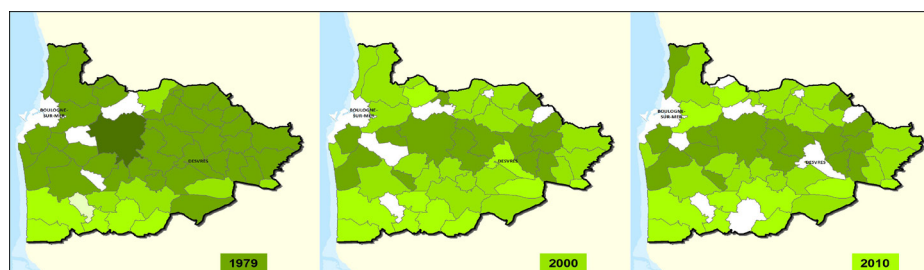 BOULOGNE-
SUR-MER
DESVRES
1979
BOULOGNE-
SUR-MER
DESVRES
2000
BOULOGNE-
SUR-MER
DESVRES
2010